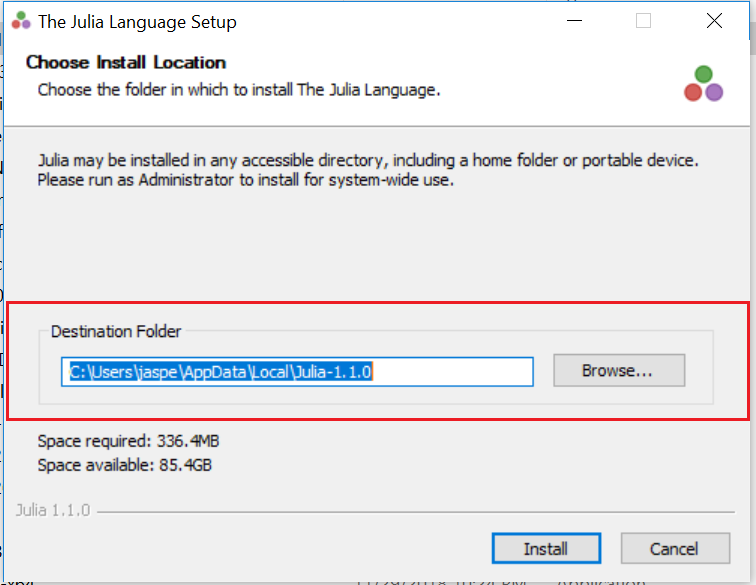 The Julia Language Setup
Choose Install Location
Choose the folder in which to install The Julia Language.
Julia may be installed in any accessible directory, including a home folder or portable device.
Please run as Administrator to install for system-wide use.
Destination Folder
C:\Users\jaspe\AppData\Local\Julia-1.1.0
Browse...
Space required: 336.4MB
Space available: 85.4GB
Julia 1.1.0
Install
Cancel